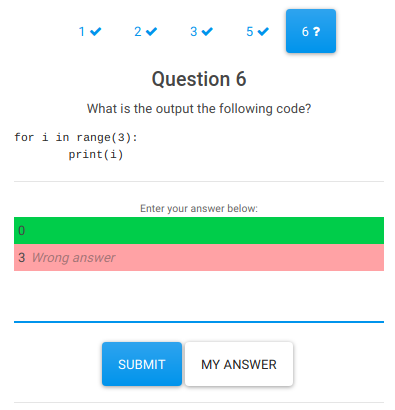 1 ✔ 2 ✔ 3 ✔ 5 ✔ 6 ?
Question 6
What is the output the following code?
for i in range(3):
        print(i)
Enter your answer below:
0
3 Wrong answer
SUBMIT MY ANSWER